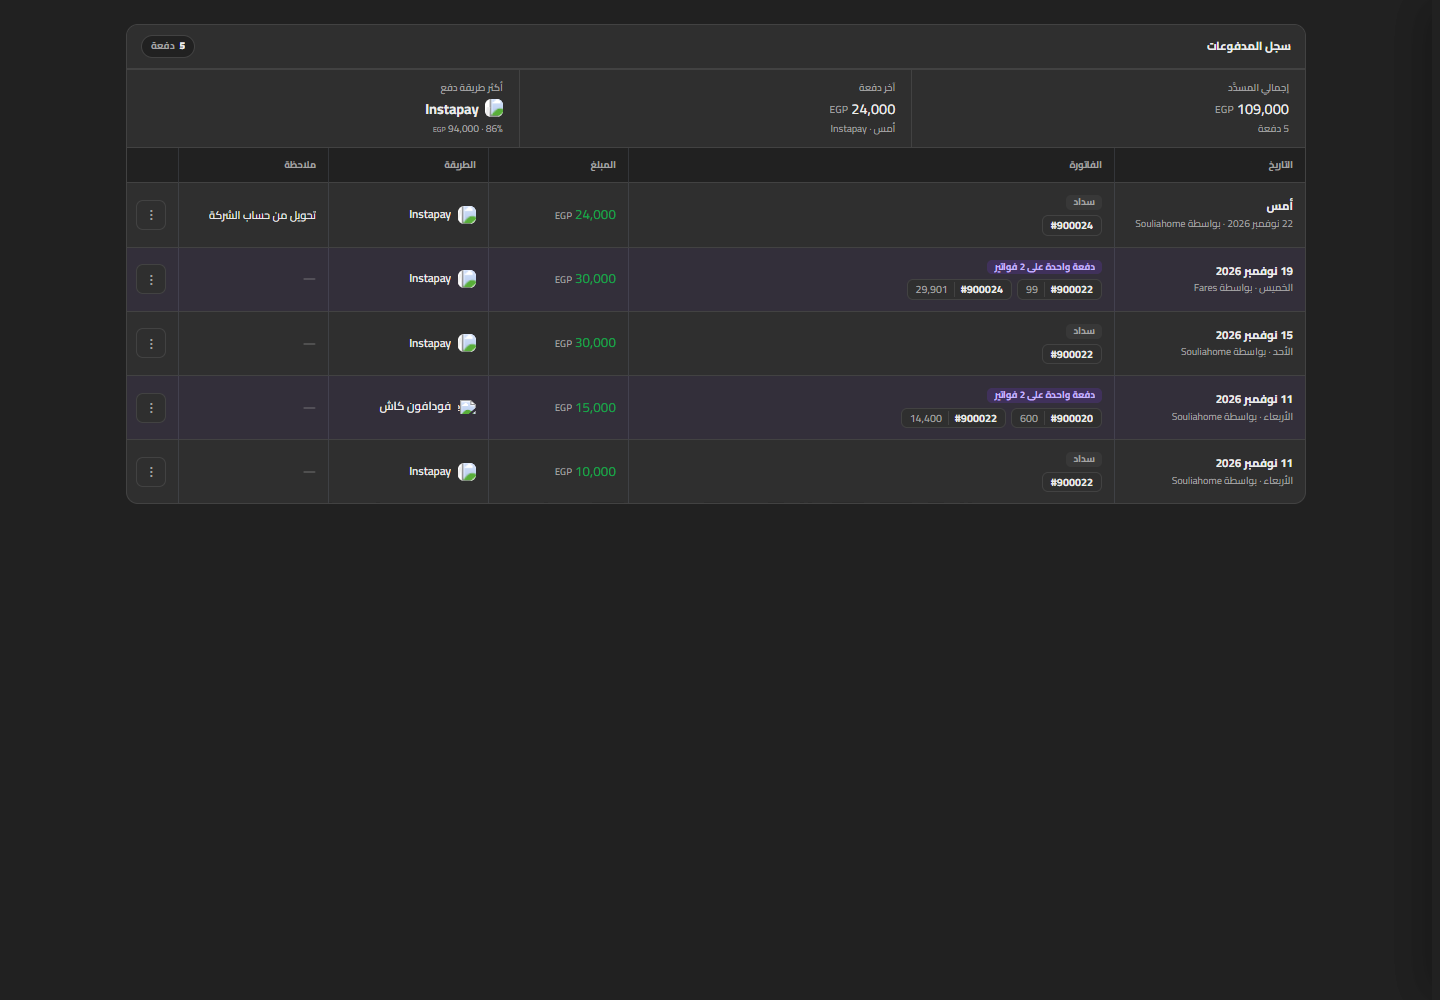 سجل المدفوعات
5 دفعة
إجمالي المسدَّد
109,000 EGP
5 دفعة
آخر دفعة
24,000 EGP
أمس · Instapay
أكثر طريقة دفع
Instapay
86% · 94,000 EGP
التاريخ الفاتورة المبلغ الطريقة ملاحظة
أمس
22 نوفمبر 2026 · بواسطة Souliahome
سداد
#900024
24,000 EGP
Instapay
تحويل من حساب الشركة
19 نوفمبر 2026
الخميس · بواسطة Fares
دفعة واحدة على 2 فواتير
#900022 99 #900024 29,901
30,000 EGP
Instapay
—
15 نوفمبر 2026
الأحد · بواسطة Souliahome
سداد
#900022
30,000 EGP
Instapay
—
11 نوفمبر 2026
الأربعاء · بواسطة Souliahome
دفعة واحدة على 2 فواتير
#900020 600 #900022 14,400
15,000 EGP
فودافون كاش
—
11 نوفمبر 2026
الأربعاء · بواسطة Souliahome
سداد
#900022
10,000 EGP
Instapay
—